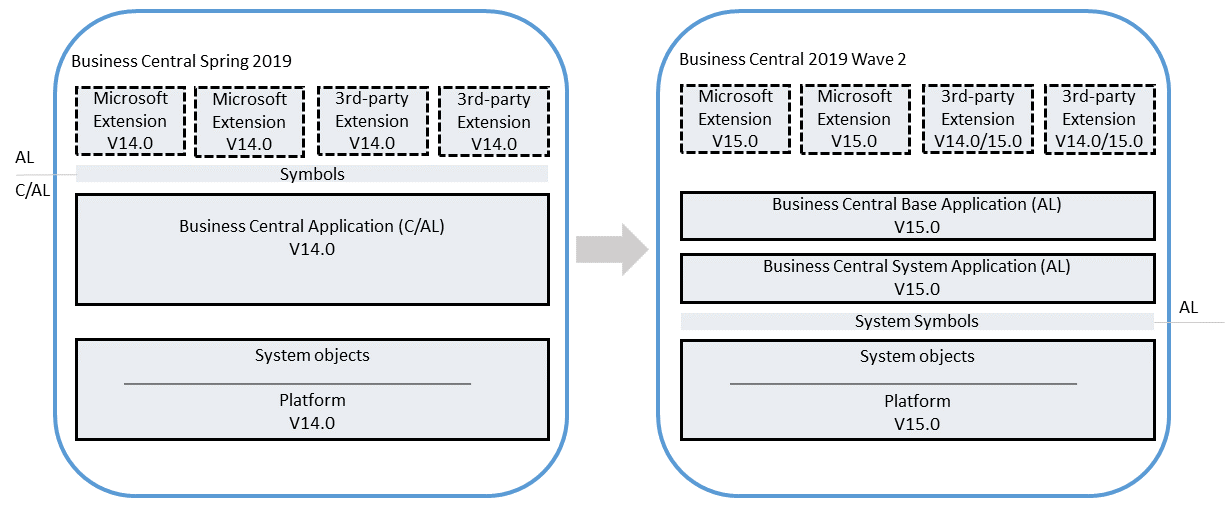 Business Central Spring 2019
Microsoft
Extension
V14.0
Microsoft
Extension
V14.0
3rd-party
Extension
V14.0
3rd-party
Extension
V14.0
AL
Symbols
C/AL
Business Central Application (C/AL)
V14.0
System objects
Platform
V14.0
Business Central 2019 Wave 2
Microsoft
Extension
V15.0
Microsoft
Extension
V15.0
3rd-party
Extension
V14.0/15.0
3rd-party
Extension
V14.0/15.0
Business Central Base Application (AL)
V15.0
Business Central System Application (AL)
V15.0
AL
System Symbols
System objects
Platform
V15.0